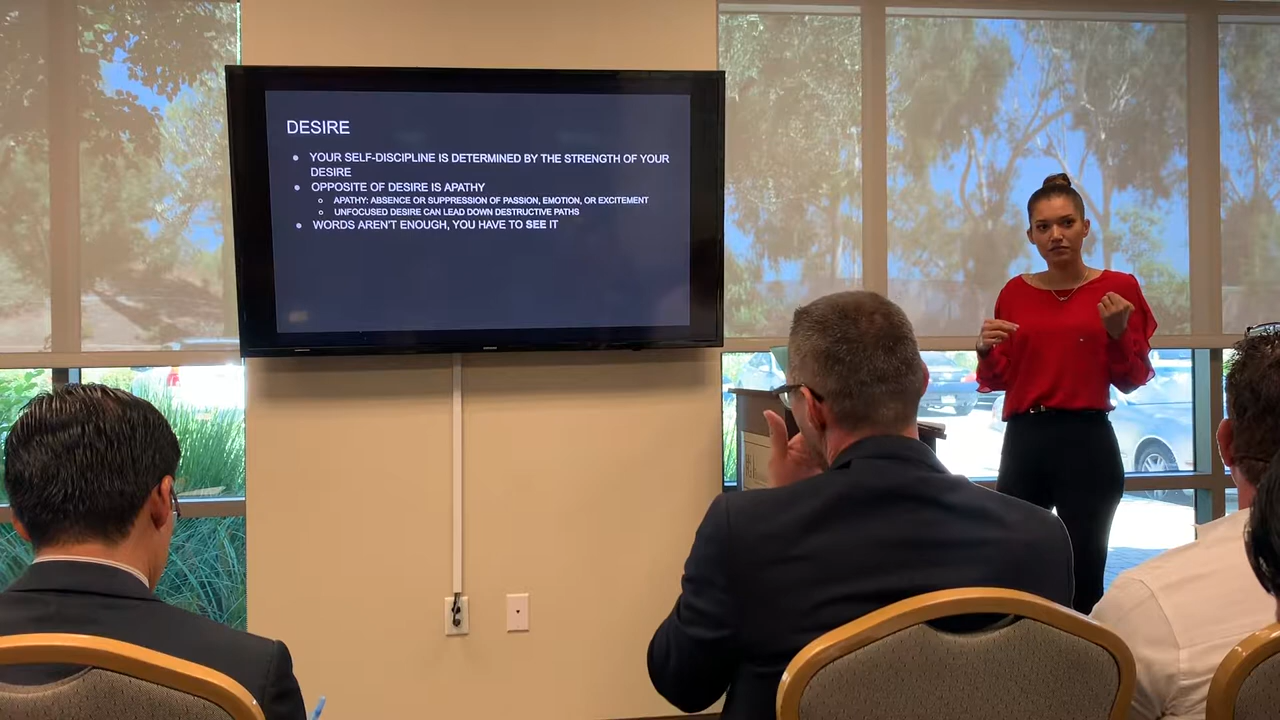 DESIRE
● YOUR SELF-DISCIPLINE IS DETERMINED BY THE STRENGTH OF YOUR
DESIRE
● OPPOSITE OF DESIRE IS APATHY
○ APATHY: ABSENCE OR SUPPRESSION OF PASSION, EMOTION, OR EXCITEMENT
○ UNFOCUSED DESIRE CAN LEAD DOWN DESTRUCTIVE PATHS
● WORDS AREN'T ENOUGH, YOU HAVE TO SEE IT